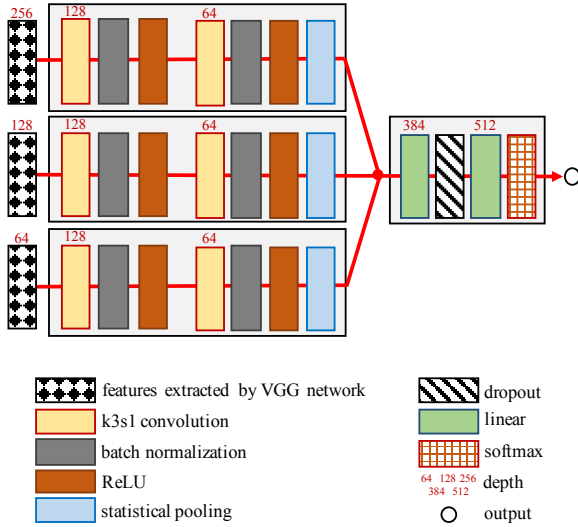 256
128
64
128
128
64
384
512
64
128
64
features extracted by VGG network
k3s1 convolution
batch normalization
ReLU
statistical pooling
dropout
linear
softmax
64 128 256
384 512
depth
output